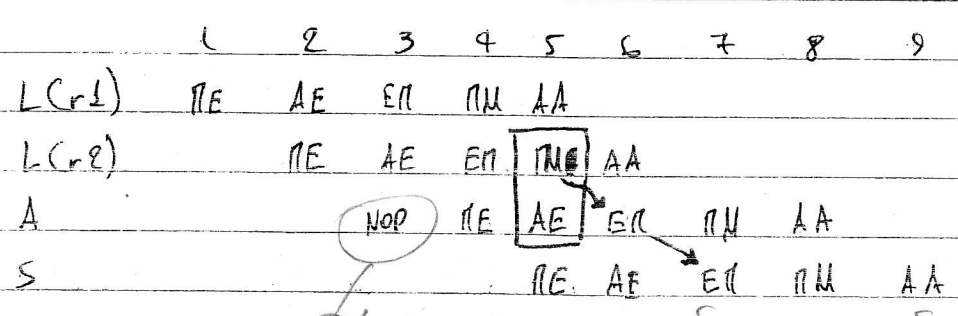 1 2 3 4 5 6 7 8 9
L(r1) ΠΕ ΑΕ ΕΠ ΠΜ ΑΑ
L(r2) ΠΕ ΑΕ ΕΠ ΠΜ ΑΑ
A NOP ΠΕ ΑΕ ΕΠ ΠΜ ΑΑ
S ΠΕ ΑΕ ΕΠ ΠΜ ΑΑ